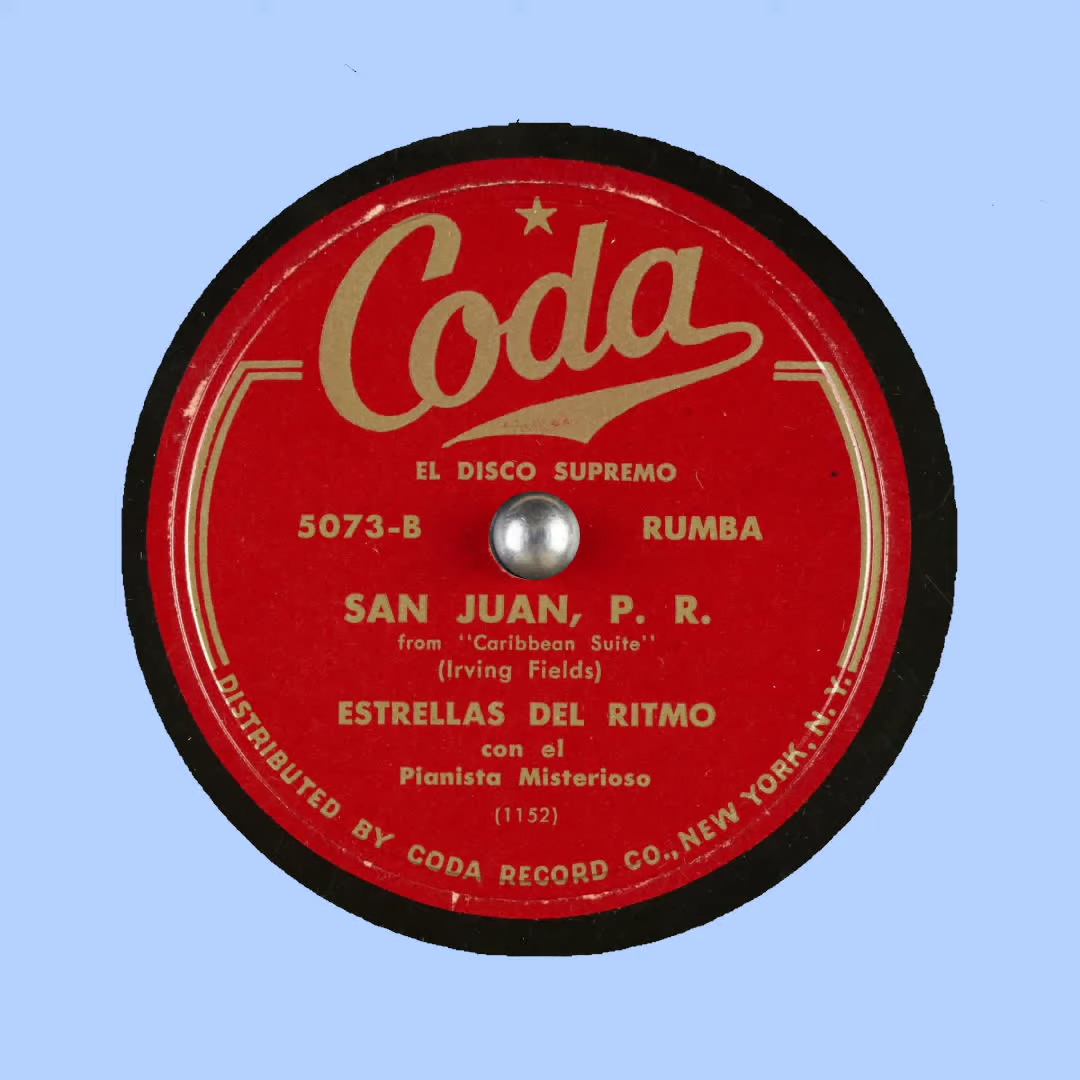 Coda
EL DISCO SUPREMO
5073-B
RUMBA
SAN JUAN, P. R.
from "Caribbean Suite"
(Irving Fields)
ESTRELLAS DEL RITMO
con el
Pianista Misterioso
(1152)
DISTRIBUTED BY CODA RECORD CO., NEW YORK, N. Y.